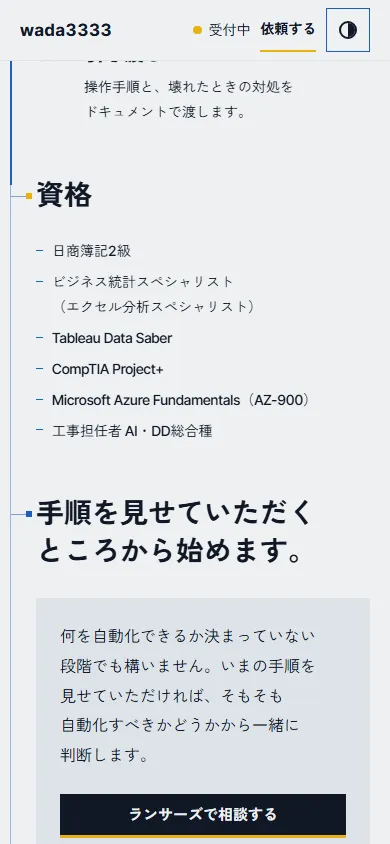 wada3333
受付中
依頼する
操作手順と、壊れたときの対処を
ドキュメントで渡します。
資格
日商簿記2級
ビジネス統計スペシャリスト
（エクセル分析スペシャリスト）
Tableau Data Saber
CompTIA Project+
Microsoft Azure Fundamentals（AZ-900）
工事担任者 AI・DD総合種
手順を見せていただく
ところから始めます。
何を自動化できるか決まっていない
段階でも構いません。いまの手順を
見せていただければ、そもそも
自動化すべきかどうかから一緒に
判断します。
ランサーズで相談する